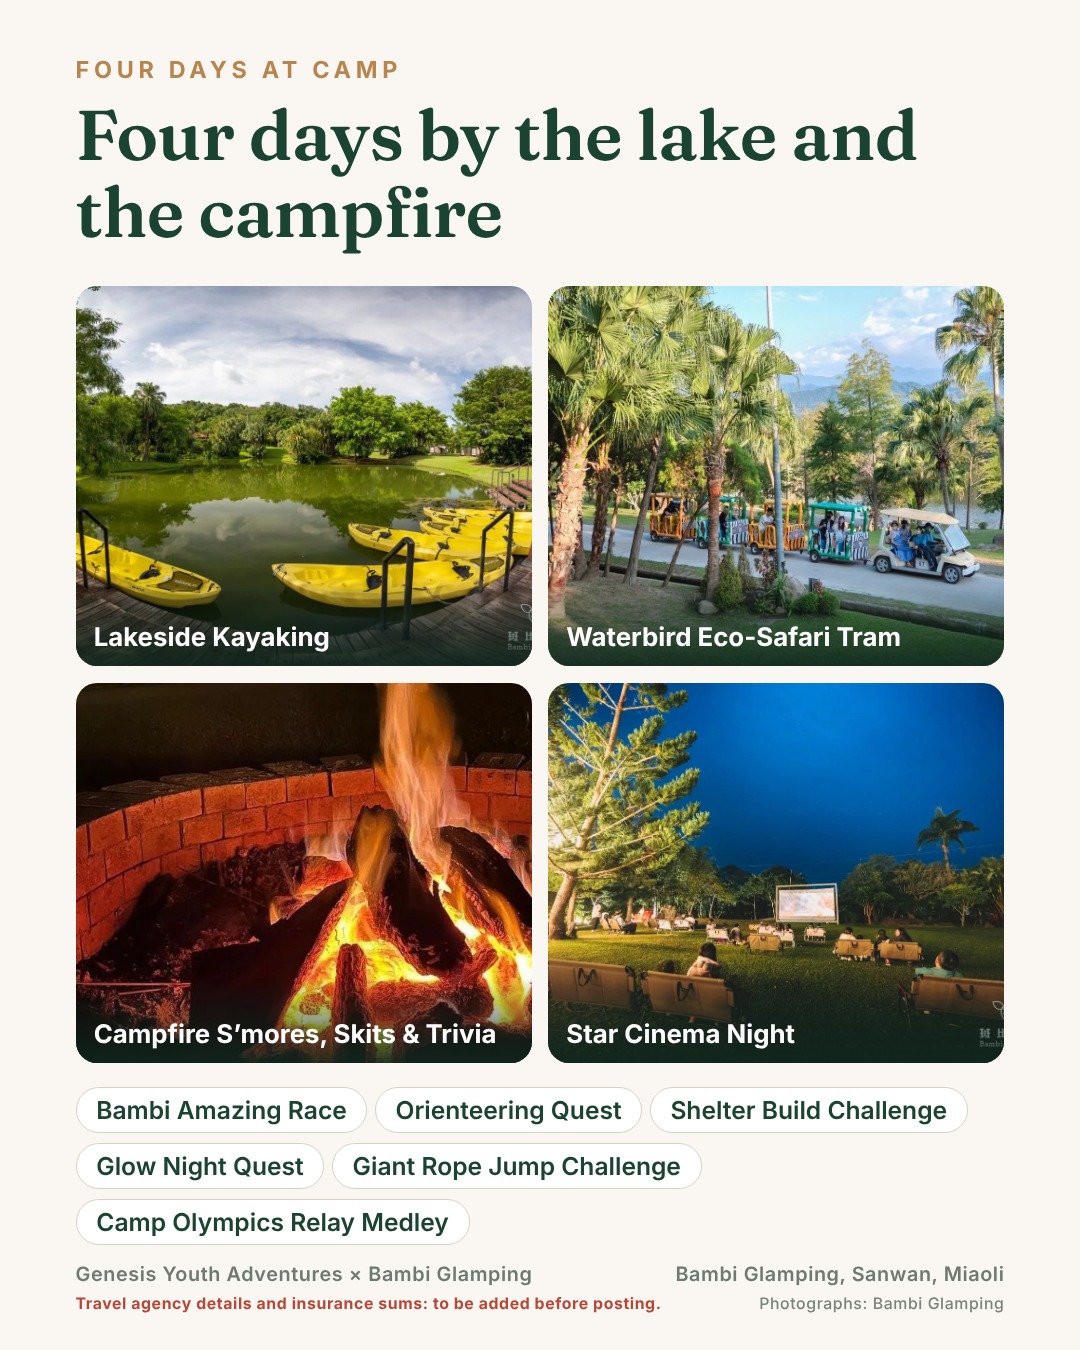 FOUR DAYS AT CAMP
Four days by the lake and
the campfire
Lakeside Kayaking
Waterbird Eco-Safari Tram
Campfire S’mores, Skits & Trivia
Star Cinema Night
Bambi Amazing Race
Orienteering Quest
Shelter Build Challenge
Glow Night Quest
Giant Rope Jump Challenge
Camp Olympics Relay Medley
Genesis Youth Adventures × Bambi Glamping
Bambi Glamping, Sanwan, Miaoli
Travel agency details and insurance sums: to be added before posting.
Photographs: Bambi Glamping